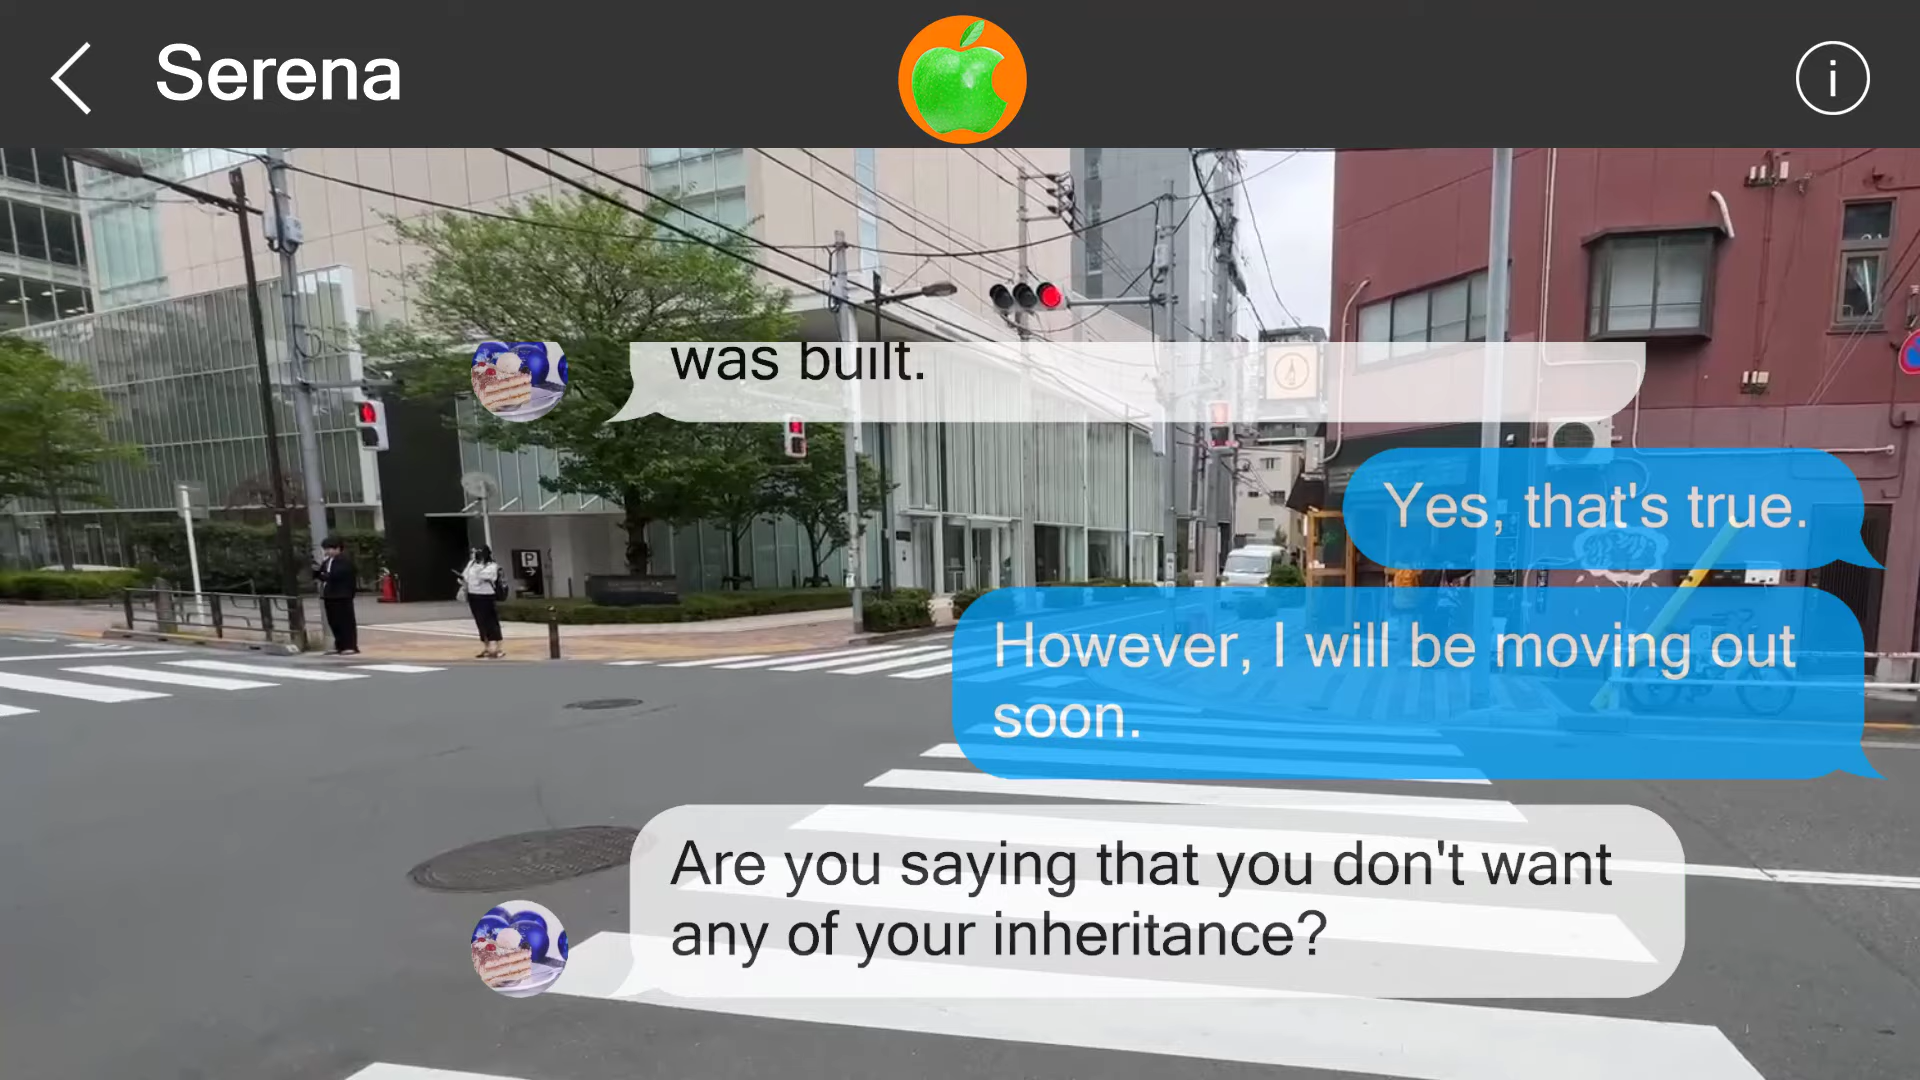 Serena
was built.
Yes, that's true.
However, I will be moving out
soon.
Are you saying that you don't want
any of your inheritance?
P